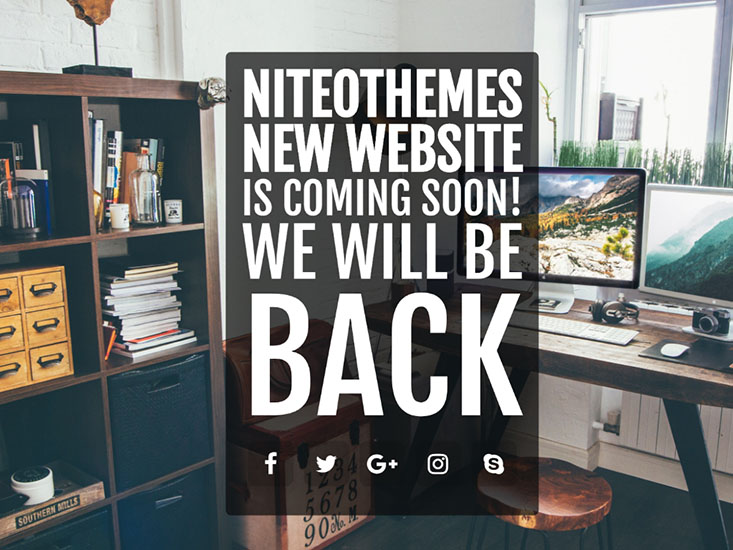 NITEOTHEMES
NEW WEBSITE
IS COMING SOON!
WE WILL BE
BACK
1234
5678
90 No. M
SOUTHERN MILLS